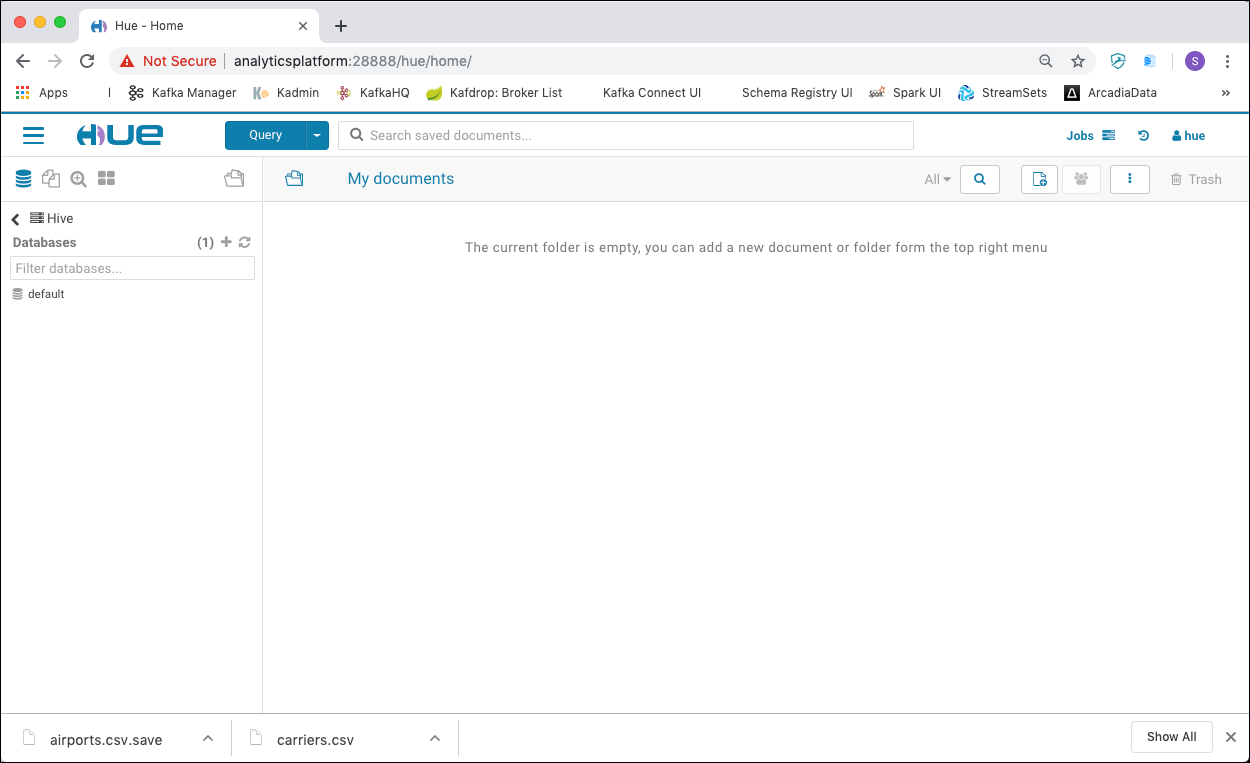 Hue - Home
Not Secure | analyticsplatform:28888/hue/home/ S
Apps I Kafka Manager Kadmin KafkaHQ Kafdrop: Broker List Kafka Connect UI Schema Registry UI Spark UI StreamSets ArcadiaData »
HUE Query Search saved documents... Jobs hue
My documents All Trash
Hive
Databases (1)
Filter databases...
default
The current folder is empty, you can add a new document or folder form the top right menu
airports.csv.save carriers.csv Show All